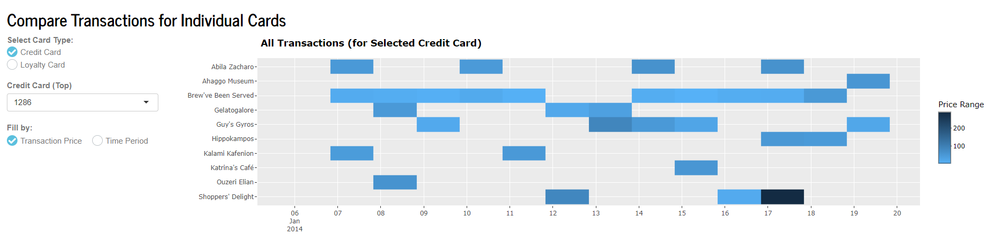 Compare Transactions for Individual Cards
Select Card Type:
Credit Card
Loyalty Card
Credit Card (Top)
1286
Fill by:
Transaction Price
Time Period
All Transactions (for Selected Credit Card)
Abila Zacharo
Ahaggo Museum
Brew've Been Served
Gelatogalore
Guy's Gyros
Hippokampos
Kalami Kafenion
Katrina's Café
Ouzeri Elian
Shoppers' Delight
06 07 08 09 10 11 12 13 14 15 16 17 18 19 20
Jan
2014
Price Range
200
100